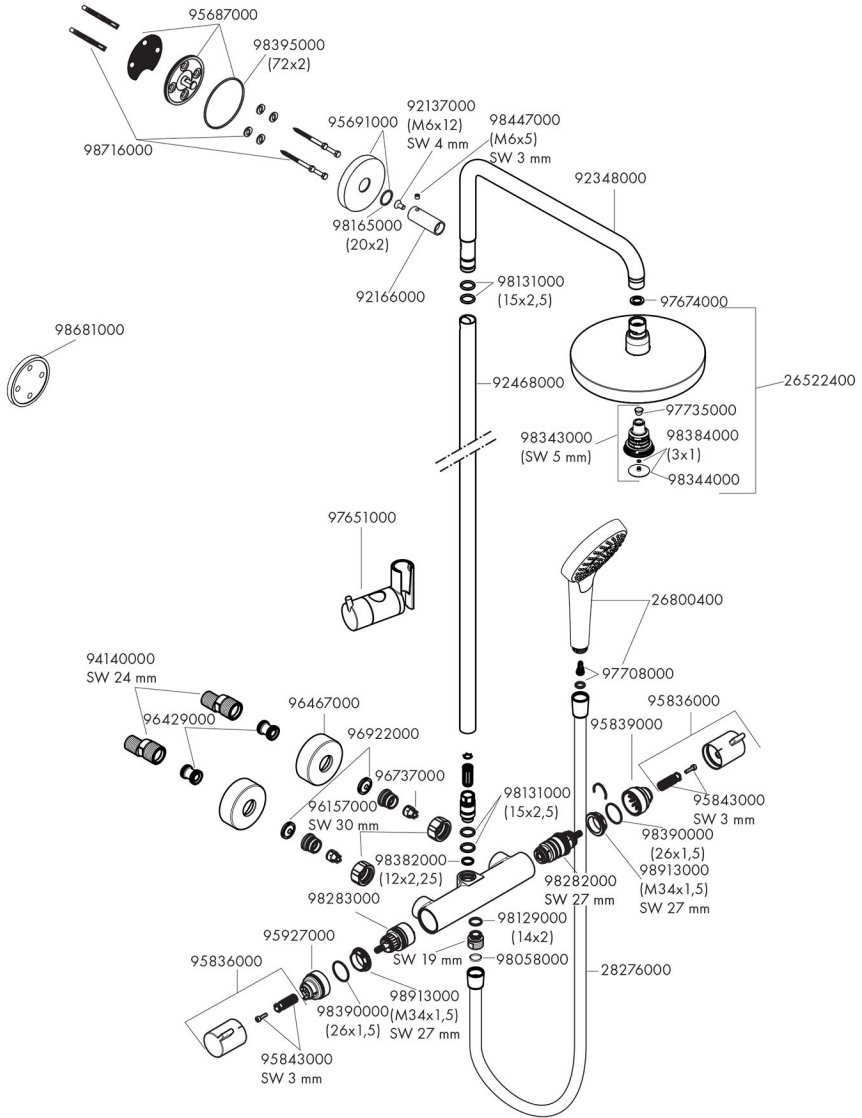 95687000
98395000
(72x2)
98716000
95691000
92137000
(M6x12)
SW 4 mm
98447000
(M6x5)
SW 3 mm
92348000
98165000
(20x2)
92166000
98131000
(15x2,5)
97674000
98681000
92468000
26522400
97735000
98343000
(SW 5 mm)
98384000
(3x1)
98344000
97651000
26800400
94140000
SW 24 mm
97708000
95836000
96467000
96429000
95839000
96922000
96737000
98131000
(15x2,5)
95843000
SW 3 mm
96157000
SW 30 mm
98390000
(26x1,5)
98382000
(12x2,25)
98913000
(M34x1,5)
SW 27 mm
98282000
SW 27 mm
98283000
98129000
(14x2)
95927000
SW 19 mm
98058000
95836000
28276000
98913000
(M34x1,5)
SW 27 mm
98390000
(26x1,5)
95843000
SW 3 mm